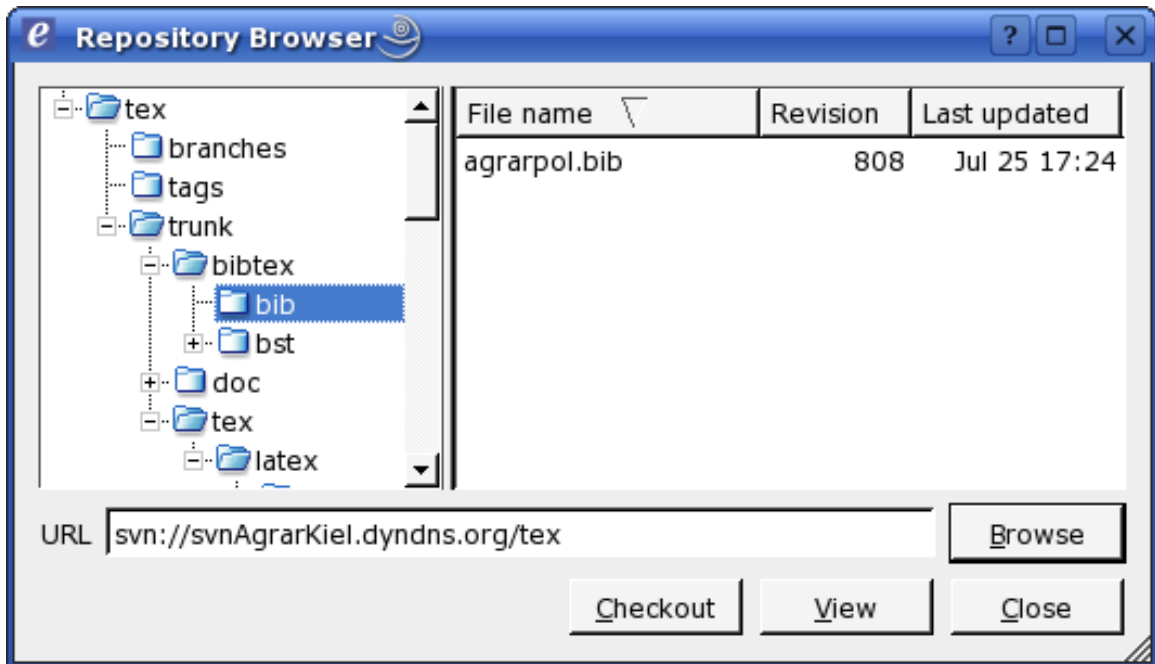 e Repository Browser ?
tex
branches
tags
trunk
bibtex
bib
bst
doc
tex
latex
File name Revision Last updated
agrarpol.bib 808 Jul 25 17:24
URL svn://svnAgrarKiel.dyndns.org/tex Browse
Checkout View Close